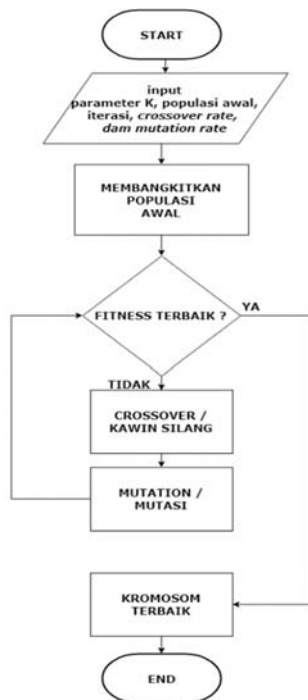 START
input
parameter K, populasi awal,
iterasi, crossover rate,
dam mutation rate
MEMBANGKITKAN
POPULASI
AWAL
FITNESS TERBAIK ?
YA
TIDAK
CROSSOVER /
KAWIN SILANG
MUTATION /
MUTASI
KROMOSOM
TERBAIK
END